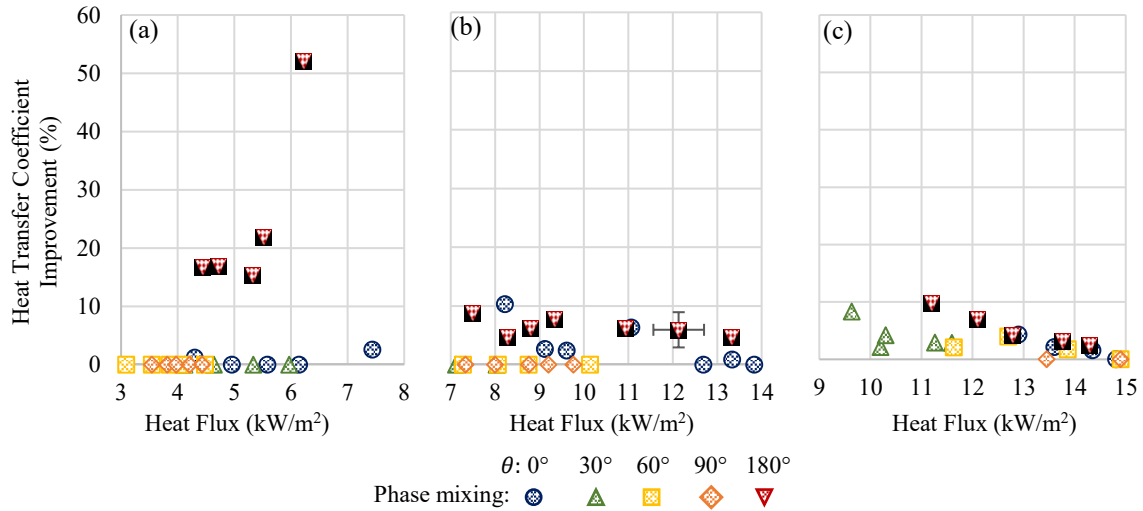 60
50
40
30
20
10
0
Heat Transfer Coefficient
Improvement (%)
(a)
(b)
(c)
3 4 5 6 7 8
7 8 9 10 11 12 13 14
9 10 11 12 13 14 15
Heat Flux (kW/m²) Heat Flux (kW/m²) Heat Flux (kW/m²)
θ: 0° 30° 60° 90° 180°
Phase mixing: